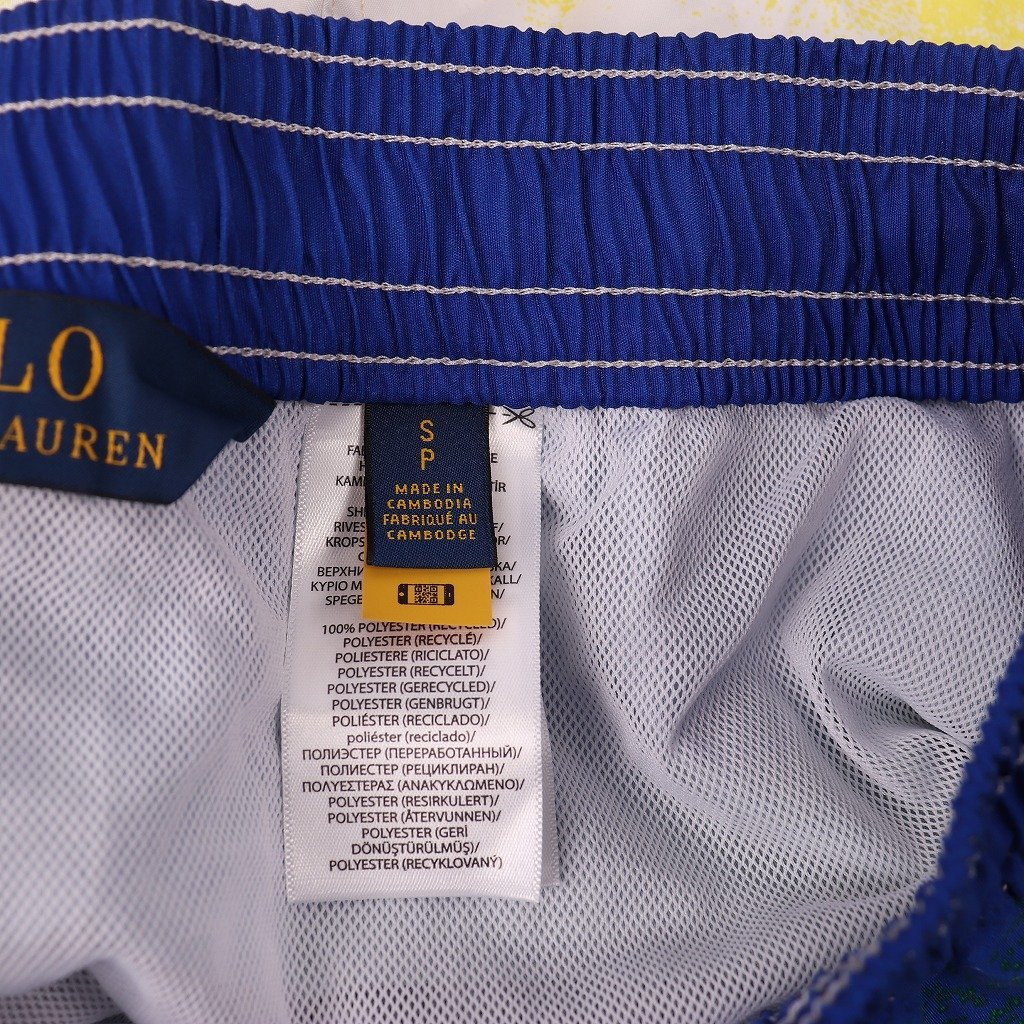 LO
AUREN
S
P
MADE IN
CAMBODIA
FABRIQUÉ AU
CAMBODGE
100% POLYESTER (RECYCLED)/
POLYESTER (RECYCLÉ)/
POLIESTERE (RICICLATO)/
POLYESTER (RECYCELT)/
POLYESTER (GERECYCLED)/
POLYESTER (GENBRUGT)/
POLIÉSTER (RECICLADO)/
poliéster (reciclado)/
ПОЛИЭСТЕР (ПЕРЕРАБОТАННЫЙ)/
ПОЛИЕСТЕР (РЕЦИКЛИРАН)/
ΠΟΛΥΕΣΤΕΡΑΣ (ΑΝΑΚΥΚΛΩΜΕΝΟ)/
POLYESTER (RESIRKULERT)/
POLYESTER (ÅTERVUNNEN)/
POLYESTER (GERİ
DÖNÜŞTÜRÜLMÜŞ)/
POLYESTER (RECYKLOVANÝ)